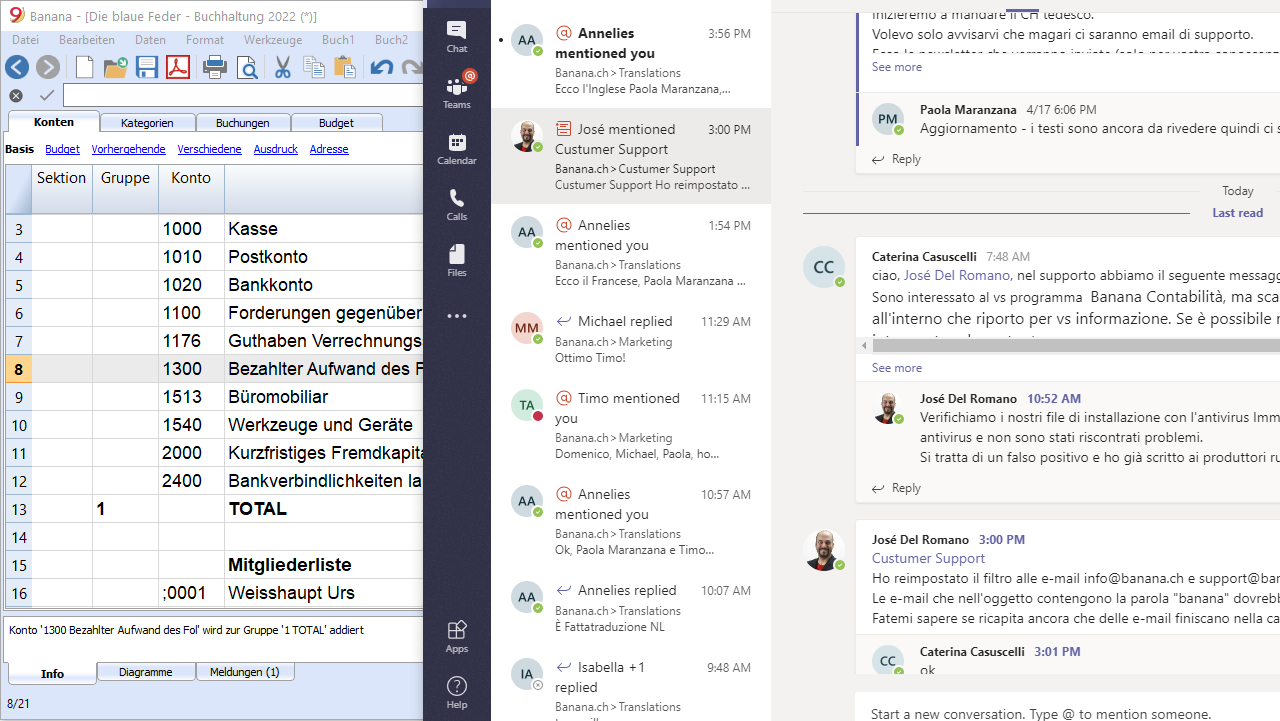 Banana - [Die blaue Feder - Buchhaltung 2022 (*)]
Datei Bearbeiten Daten Format Werkzeuge Buch1 Buch2
Konten Kategorien Buchungen Budget
Basis Budget Vorhergehende Verschiedene Ausdruck Adresse
Sektion Gruppe Konto
3 1000 Kasse
4 1010 Postkonto
5 1020 Bankkonto
6 1100 Forderungen gegenüber
7 1176 Guthaben Verrechnungs
8 1300 Bezahlter Aufwand des F
9 1513 Büromobiliar
10 1540 Werkzeuge und Geräte
11 2000 Kurzfristiges Fremdkapita
12 2400 Bankverbindlichkeiten la
13 1 TOTAL
14
15 Mitgliederliste
16 ;0001 Weisshaupt Urs
Konto '1300 Bezahlter Aufwand des Fol' wird zur Gruppe '1 TOTAL' addiert
Info Diagramme Meldungen (1)
8/21
Chat
@
Teams
Calendar
Calls
Files
Apps
Help
AA Annelies mentioned you 3:56 PM
Banana.ch > Translations
Ecco l'Inglese Paola Maranzana,...
José mentioned Custumer Support 3:00 PM
Banana.ch > Custumer Support
Custumer Support Ho reimpostato ...
AA Annelies mentioned you 1:54 PM
Banana.ch > Translations
Ecco il Francese, Paola Maranzana ...
MM Michael replied 11:29 AM
Banana.ch > Marketing
Ottimo Timo!
TA Timo mentioned you 11:15 AM
Banana.ch > Marketing
Domenico, Michael, Paola, ho...
AA Annelies mentioned you 10:57 AM
Banana.ch > Translations
Ok, Paola Maranzana e Timo...
AA Annelies replied 10:07 AM
Banana.ch > Translations
È Fattatraduzione NL
IA Isabella +1 replied 9:48 AM
Banana.ch > Translations
Inizieremo a mandare il CH tedesco.
Volevo solo avvisarvi che magari ci saranno email di supporto.
See more
PM Paola Maranzana 4/17 6:06 PM
Aggiornamento - i testi sono ancora da rivedere quindi ci
Reply
Today
Last read
CC Caterina Casuscelli 7:48 AM
ciao, José Del Romano, nel supporto abbiamo il seguente messagg
Sono interessato al vs programma Banana Contabilità, ma sca
all'interno che riporto per vs informazione. Se è possibile
See more
José Del Romano 10:52 AM
Verifichiamo i nostri file di installazione con l'antivirus Imm
antivirus e non sono stati riscontrati problemi.
Si tratta di un falso positivo e ho già scritto ai produttori ru
Reply
José Del Romano 3:00 PM
Custumer Support
Ho reimpostato il filtro alle e-mail info@banana.ch e support@ban
Le e-mail che nell'oggetto contengono la parola "banana" dovrebb
Fatemi sapere se ricapita ancora che delle e-mail finiscano nella ca
CC Caterina Casuscelli 3:01 PM
ok
Start a new conversation. Type @ to mention someone.